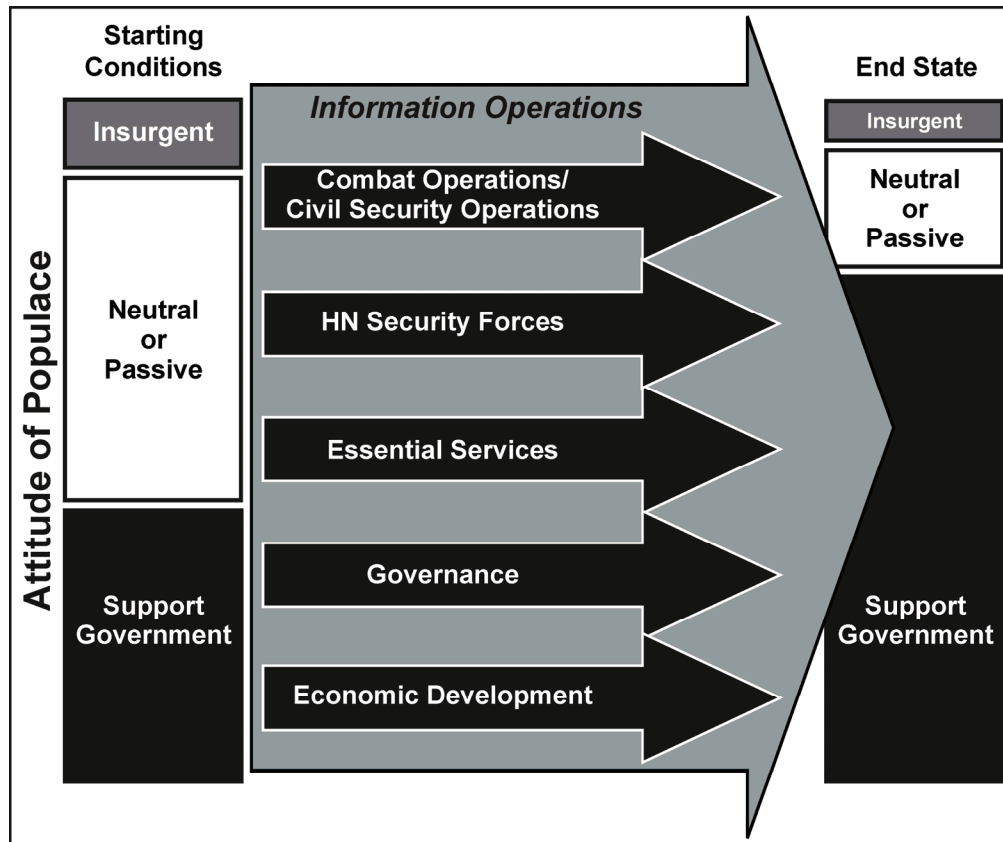 Attitude of Populace
Starting
Conditions
Insurgent
Neutral
or
Passive
Support
Government
Information Operations
Combat Operations/
Civil Security Operations
HN Security Forces
Essential Services
Governance
Economic Development
End State
Insurgent
Neutral
or
Passive
Support
Government